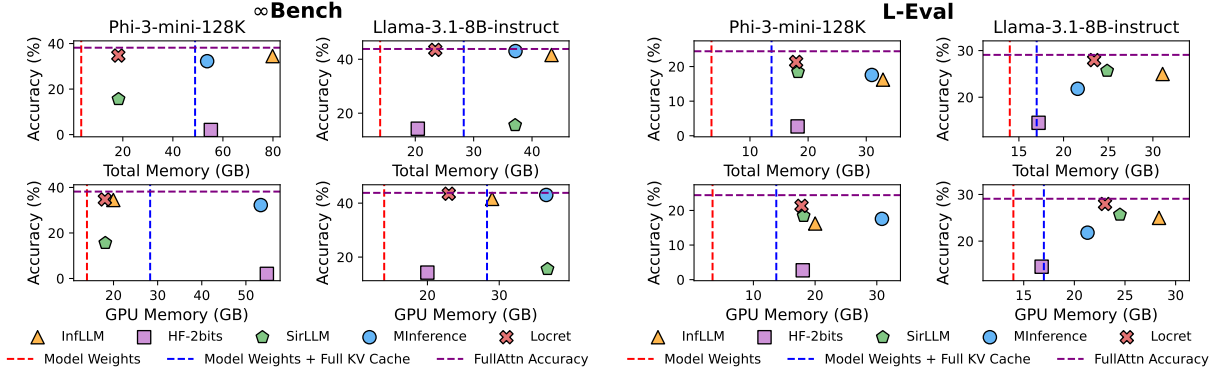 ∞Bench
L-Eval
Phi-3-mini-128K
Llama-3.1-8B-instruct
Phi-3-mini-128K
Llama-3.1-8B-instruct
Accuracy (%)
40
20
0
20 40 60 80
Total Memory (GB)
Accuracy (%)
40
20
20 30 40
Total Memory (GB)
Accuracy (%)
20
10
0
10 20 30
Total Memory (GB)
Accuracy (%)
30
20
15 20 25 30
Total Memory (GB)
Accuracy (%)
40
20
0
20 30 40 50
GPU Memory (GB)
Accuracy (%)
40
20
20 30
GPU Memory (GB)
Accuracy (%)
20
10
0
10 20 30
GPU Memory (GB)
Accuracy (%)
30
20
15 20 25 30
GPU Memory (GB)
InfLLM HF-2bits SirLLM MInference Locret
Model Weights Model Weights + Full KV Cache FullAttn Accuracy
InfLLM HF-2bits SirLLM MInference Locret
Model Weights Model Weights + Full KV Cache FullAttn Accuracy